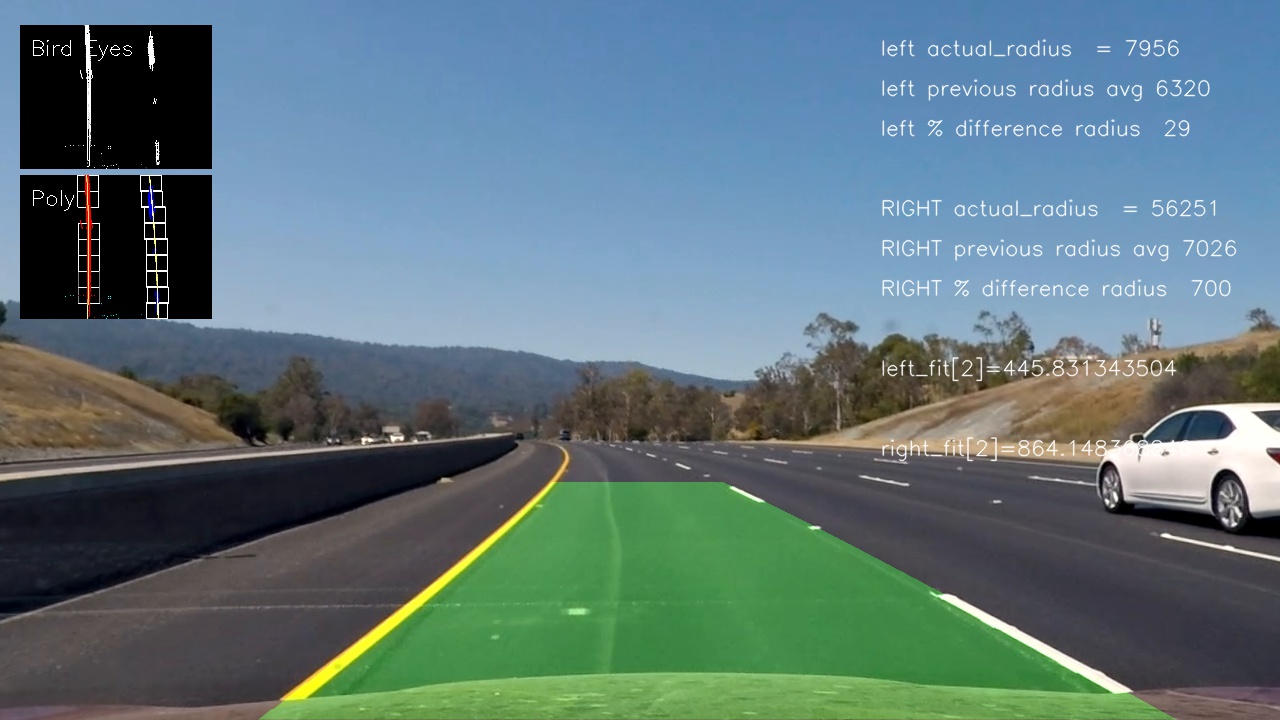 Bird Eyes
Poly
left actual_radius = 7956
left previous radius avg 6320
left % difference radius 29
RIGHT actual_radius = 56251
RIGHT previous radius avg 7026
RIGHT % difference radius 700
left_fit[2]=445.831343504